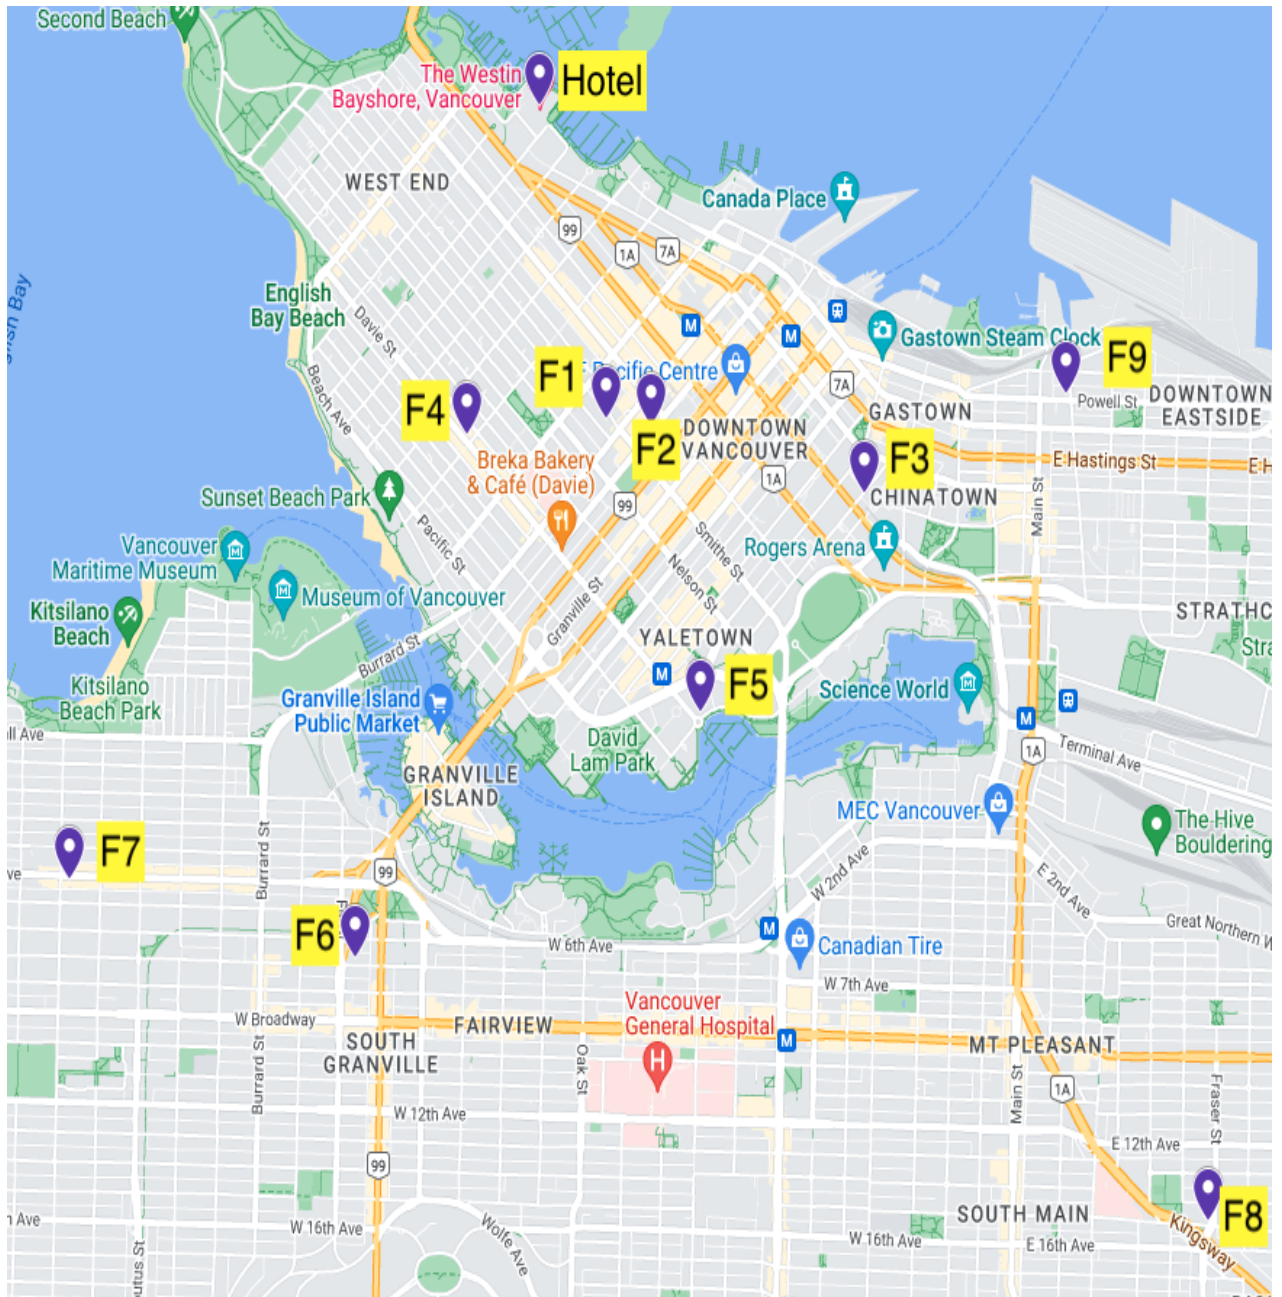 Second Beach
The Westin
Bayshore, Vancouver
Hotel
WEST END
Canada Place
99
1A
7A
English
Bay Beach
Davie St
M
M
Gastown Steam Clock
F9
F1
Pacific Centre
7A
Powell St
DOWNTOWN
EASTSIDE
Beach Ave
F4
GASTOWN
F2
DOWNTOWN
VANCOUVER
F3
E Hastings St
Breka Bakery
& Café (Davie)
1A
CHINATOWN
Sunset Beach Park
99
Main St
Pacific St
Smithe St
Rogers Arena
Vancouver
Maritime Museum
Nelson St
Museum of Vancouver
Granville St
Kitsilano
Beach
STRATHC
Burrard St
YALETOWN
Stra
M
F5
Science World
Kitsilano
Beach Park
Granville Island
Public Market
M
David
Lam Park
1A
Terminal Ave
GRANVILLE
ISLAND
MEC Vancouver
The Hive
Bouldering
F7
Burrard St
99
W 2nd Ave
E 2nd Ave
F6
Great Northern W
M
W 6th Ave
Canadian Tire
W 7th Ave
Vancouver
General Hospital
W Broadway
FAIRVIEW
H
M
SOUTH
GRANVILLE
MT PLEASANT
Burrard St
Oak St
Main St
1A
Fraser St
W 12th Ave
E 12th Ave
99
F8
SOUTH MAIN
W 16th Ave
Wolfe Ave
W 16th Ave
E 16th Ave
Kingsway